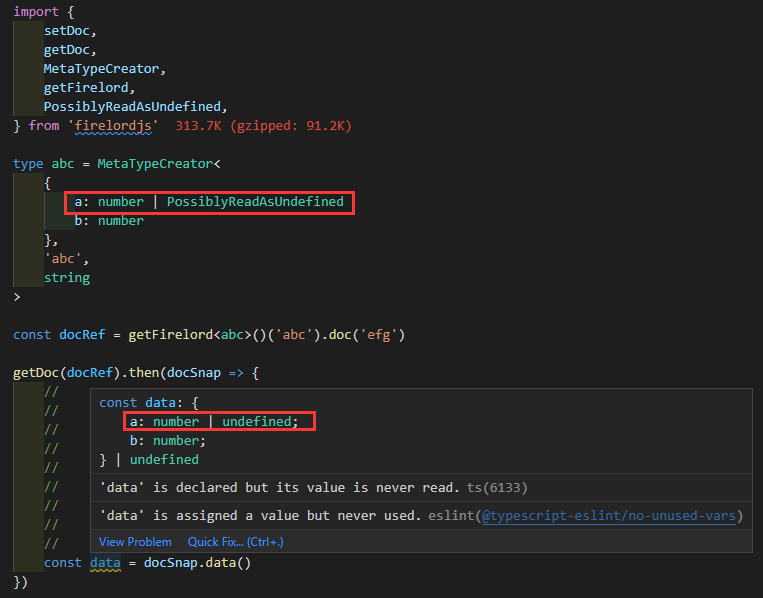 import {
setDoc,
getDoc,
MetaTypeCreator,
getFirelord,
PossiblyReadAsUndefined,
} from 'firelordjs' 313.7K (gzipped: 91.2K)
type abc = MetaTypeCreator<
{
a: number | PossiblyReadAsUndefined
b: number
},
'abc',
string
>
const docRef = getFirelord<abc>()('abc').doc('efg')
getDoc(docRef).then(docSnap => {
//
//
//
//
//
//
//
//
//
const data: {
a: number | undefined;
b: number;
} | undefined
'data' is declared but its value is never read. ts(6133)
'data' is assigned a value but never used. eslint(@typescript-eslint/no-unused-vars)
View Problem Quick Fix... (Ctrl+.)
const data = docSnap.data()
})